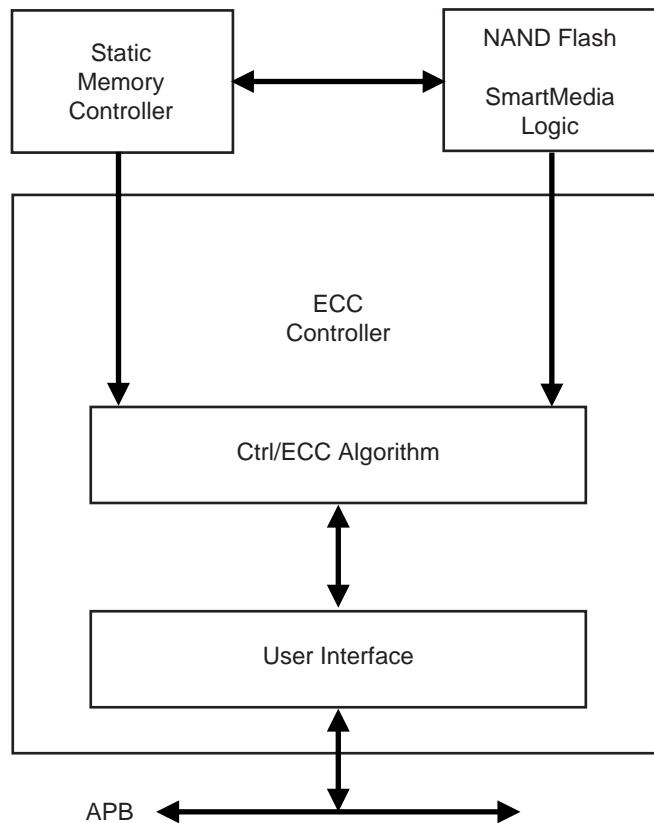 Static
Memory
Controller
NAND Flash
SmartMedia
Logic
ECC
Controller
Ctrl/ECC Algorithm
User Interface
APB